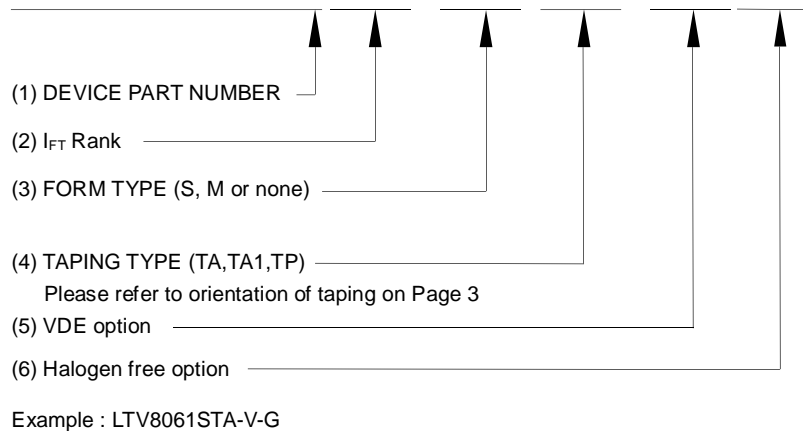 (1) DEVICE PART NUMBER
(2) IFT Rank
(3) FORM TYPE (S, M or none)
(4) TAPING TYPE (TA,TA1,TP)
Please refer to orientation of taping on Page 3
(5) VDE option
(6) Halogen free option
Example : LTV8061STA-V-G